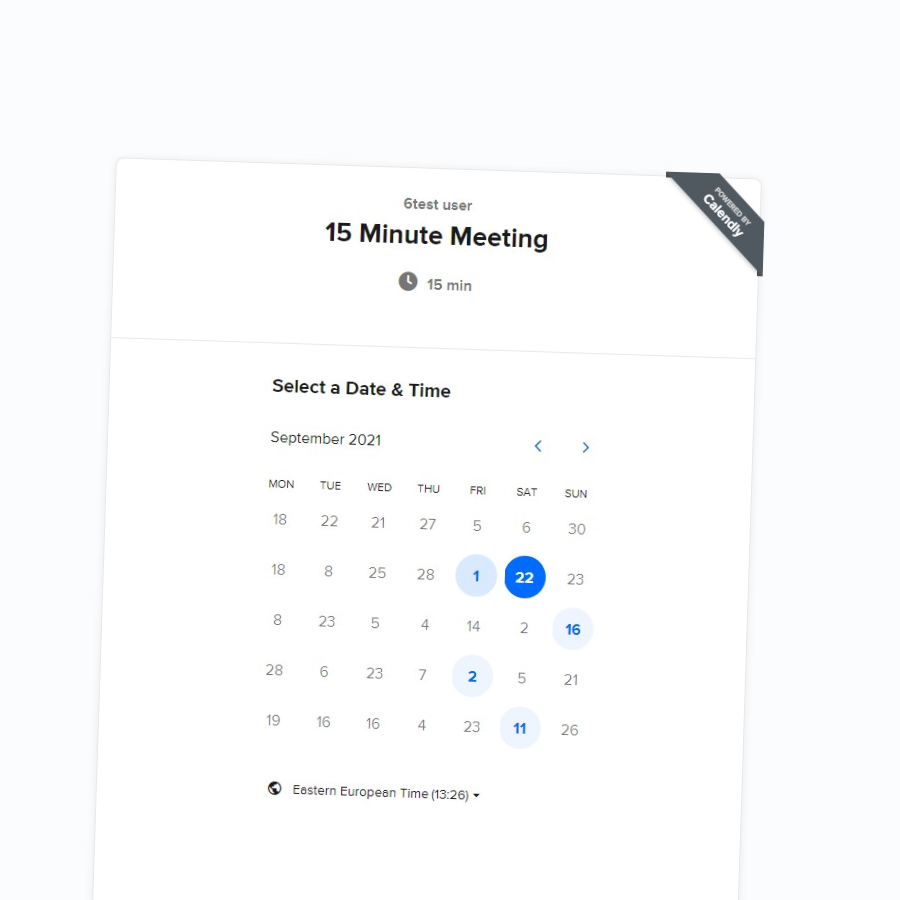 6test user
15 Minute Meeting
15 min
POWERED BY
Calendly
Select a Date & Time
September 2021
MON TUE WED THU FRI SAT SUN
18 22 21 27 5 6 30
18 8 25 28 1 22 23
8 23 5 4 14 2 16
28 6 23 7 2 5 21
19 16 16 4 23 11 26
Eastern European Time (13:26)